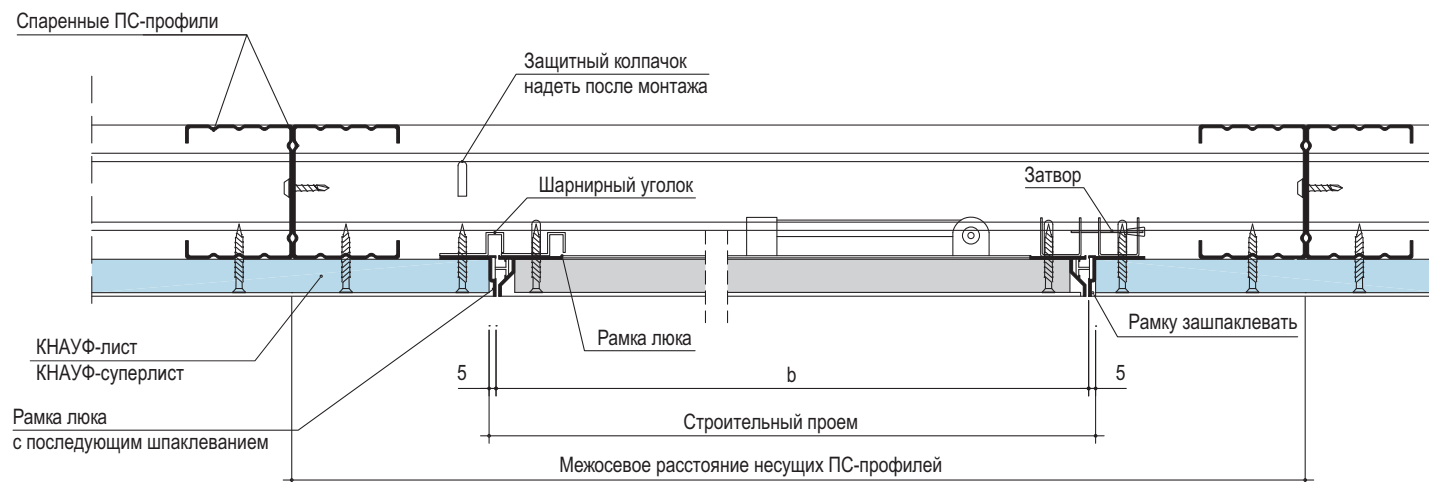 Спаренные ПС-профили
Защитный колпачок
надеть после монтажа
Шарнирный уголок
Затвор
Рамка люка
Рамку зашпаклевать
КНАУФ-лист
КНАУФ-суперлист
5
b
5
Рамка люка
с последующим шпаклеванием
Строительный проем
Межосевое расстояние несущих ПС-профилей